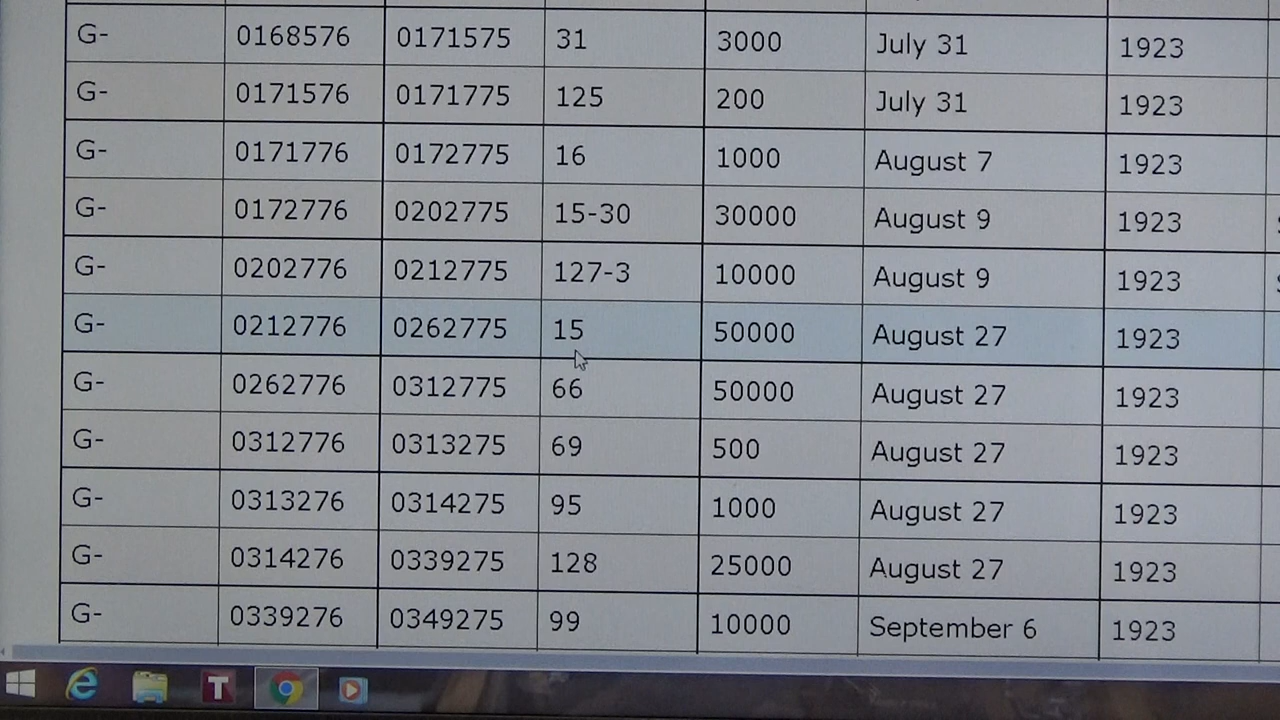 G- 0168576 0171575 31 3000 July 31 1923
G- 0171576 0171775 125 200 July 31 1923
G- 0171776 0172775 16 1000 August 7 1923
G- 0172776 0202775 15-30 30000 August 9 1923
G- 0202776 0212775 127-3 10000 August 9 1923
G- 0212776 0262775 15 50000 August 27 1923
G- 0262776 0312775 66 50000 August 27 1923
G- 0312776 0313275 69 500 August 27 1923
G- 0313276 0314275 95 1000 August 27 1923
G- 0314276 0339275 128 25000 August 27 1923
G- 0339276 0349275 99 10000 September 6 1923
T